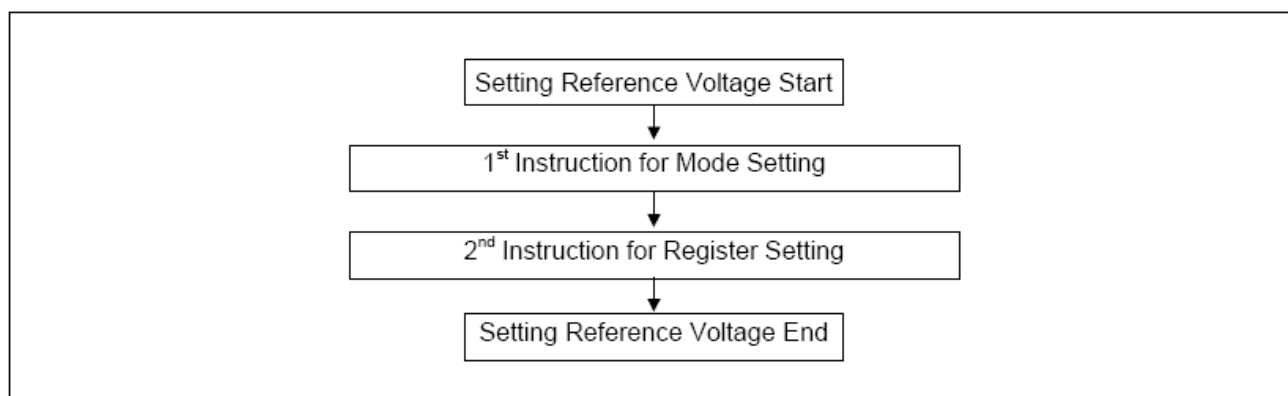 Setting Reference Voltage Start
1st Instruction for Mode Setting
2nd Instruction for Register Setting
Setting Reference Voltage End